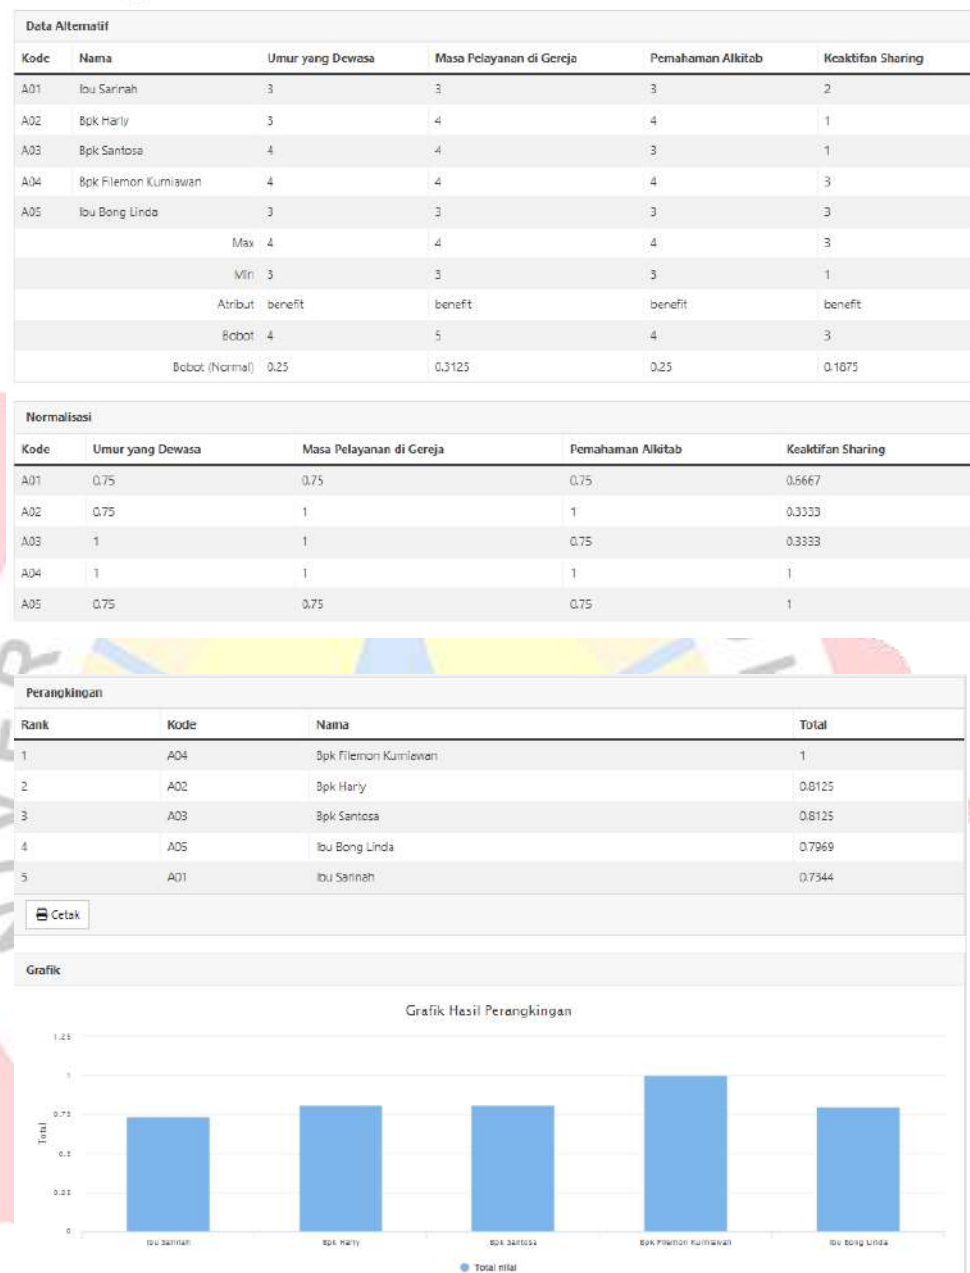 Data Alternatif
Kode Nama Umur yang Dewasa Masa Pelayanan di Gereja Pemahaman Alkitab Keaktifan Sharing
A01 Ibu Sarinah 3 3 3 2
A02 Bpk Harly 3 4 4 1
A03 Bpk Santosa 4 4 3 1
A04 Bpk Filemon Kurniawan 4 4 4 3
A05 Ibu Bong Linda 3 3 3 3
Max 4 4 4 3
Min 3 3 3 1
Atribut benefit benefit benefit benefit
Bobot 4 5 4 3
Bobot (Normal) 0.25 0.3125 0.25 0.1875
Normalisasi
Kode Umur yang Dewasa Masa Pelayanan di Gereja Pemahaman Alkitab Keaktifan Sharing
A01 0.75 0.75 0.75 0.6667
A02 0.75 1 1 0.3333
A03 1 1 0.75 0.3333
A04 1 1 1 1
A05 0.75 0.75 0.75 1
Perangkingan
Rank Kode Nama Total
1 A04 Bpk Filemon Kurniawan 1
2 A02 Bpk Harly 0.8125
3 A03 Bpk Santosa 0.8125
4 A05 Ibu Bong Linda 0.7969
5 A01 Ibu Sarinah 0.7344
Cetak
Grafik
Grafik Hasil Perangkingan
1.25
1
0.75
0.5
0.25
0
Total
Ibu Sarinah Bpk Harly Bpk Santosa Bpk Filemon Kurniawan Ibu Bong Linda
Total nilai